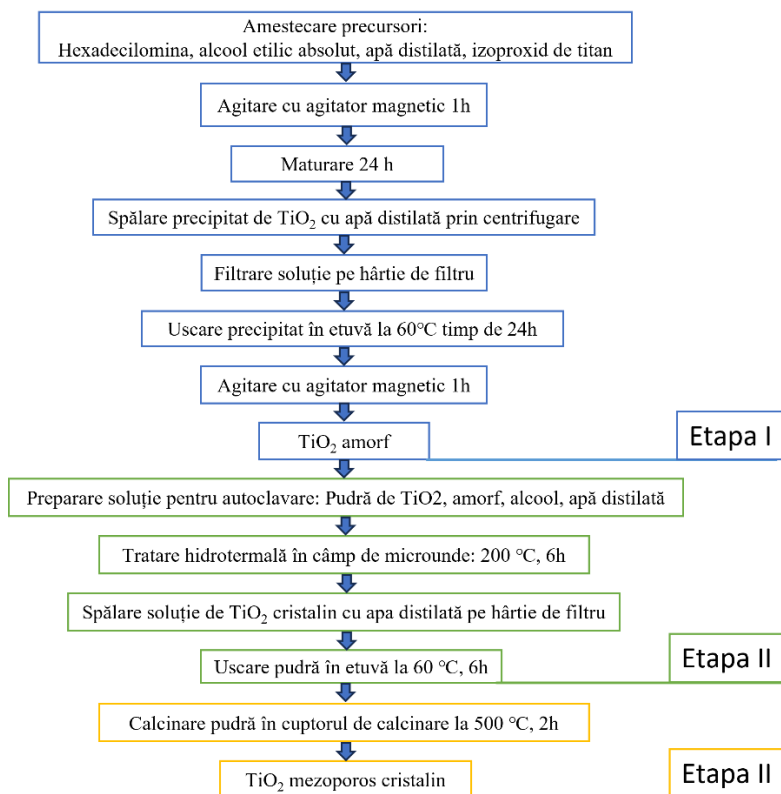 Amestecare precursori:
Hexadecilomina, alcool etilic absolut, apă distilată, izoproxid de titan
Agitare cu agitator magnetic 1h
Maturare 24 h
Spălare precipitat de TiO₂ cu apă distilată prin centrifugare
Filtrare soluție pe hârtie de filtru
Uscare precipitat în etuvă la 60℃ timp de 24h
Agitare cu agitator magnetic 1h
TiO₂ amorf
Etapa I
Preparare soluție pentru autoclavare: Pudră de TiO2, amorf, alcool, apă distilată
Tratare hidrotermală în câmp de microunde: 200 ℃, 6h
Spălare soluție de TiO₂ cristalin cu apa distilată pe hârtie de filtru
Uscare pudră în etuvă la 60 ℃, 6h
Etapa II
Calcinare pudră în cuptorul de calcinare la 500 ℃, 2h
TiO₂ mezoporos cristalin
Etapa II